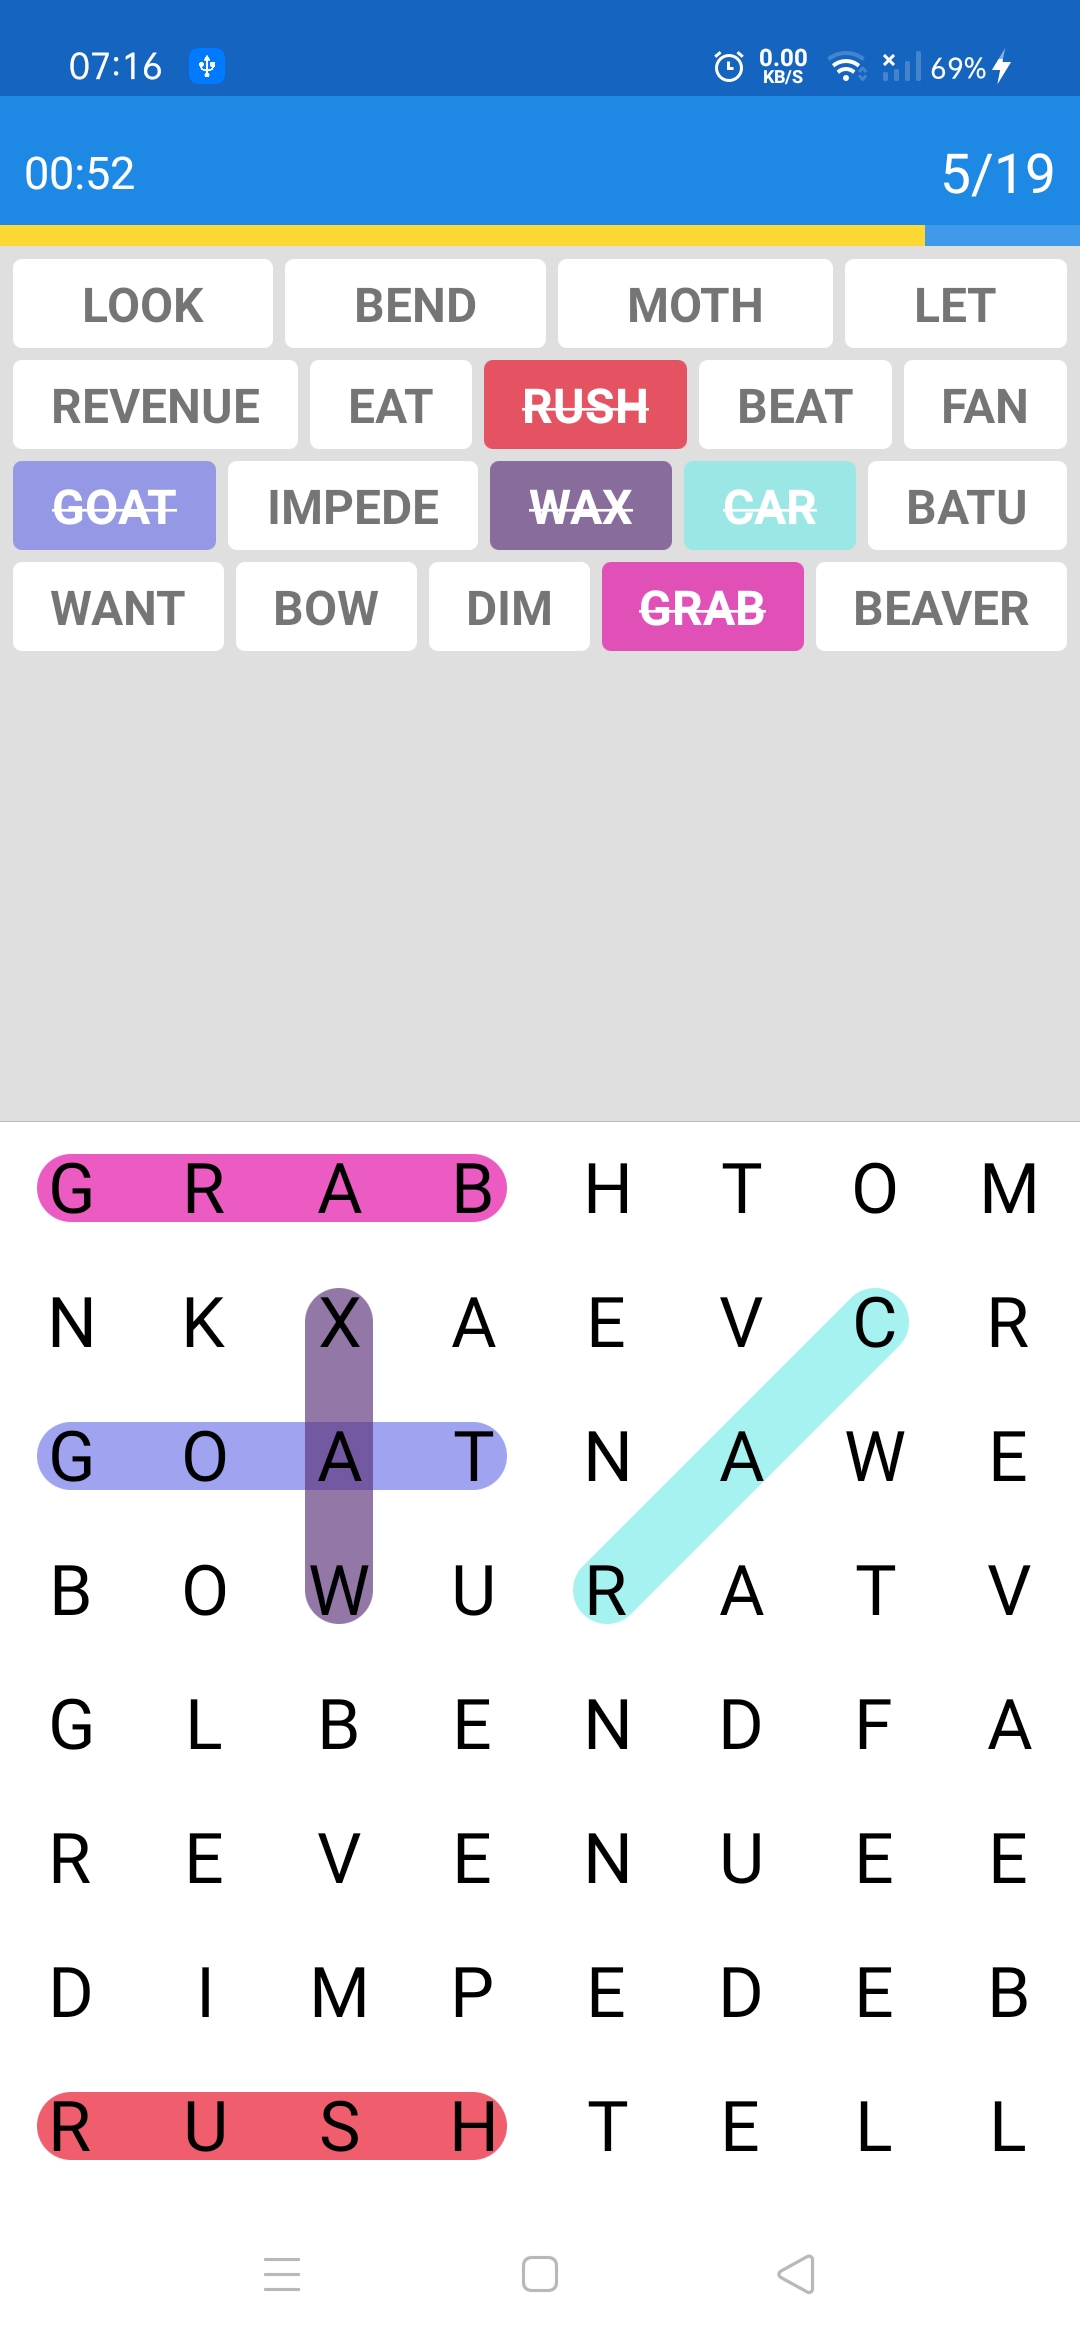 07:16 0.00 KB/S 69%
00:52 5/19
LOOK BEND MOTH LET
REVENUE EAT RUSH BEAT FAN
GOAT IMPEDE WAX CAR BATU
WANT BOW DIM GRAB BEAVER
G R A B H T O M
N K X A E V C R
G O A T N A W E
B O W U R A T V
G L B E N D F A
R E V E N U E E
D I M P E D E B
R U S H T E L L